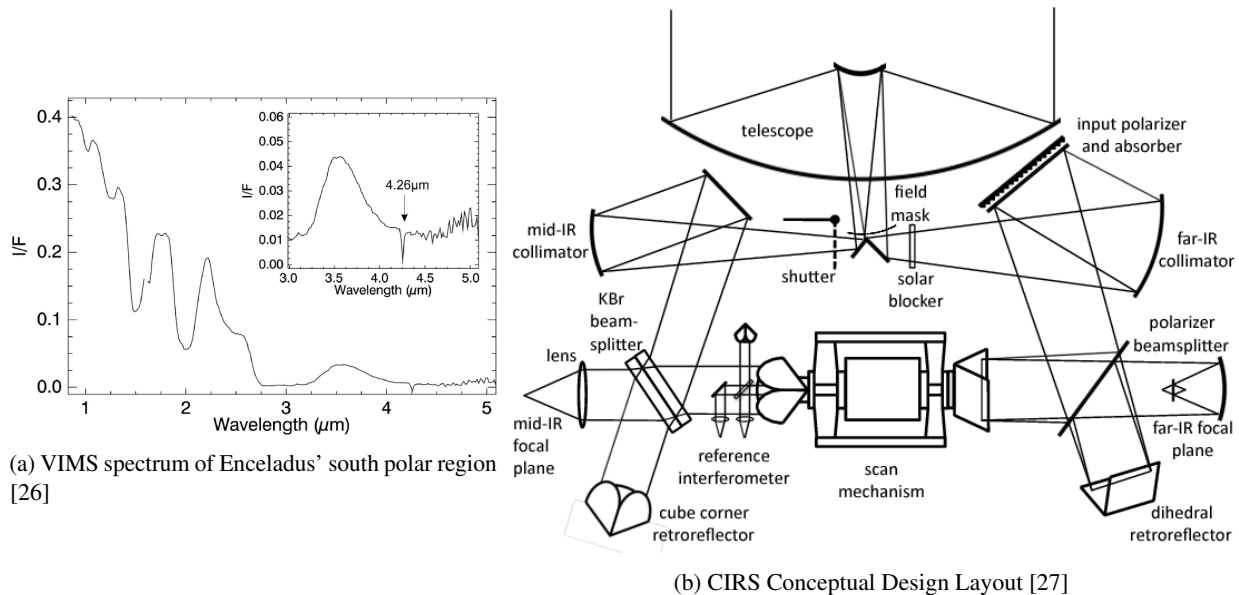 0.4
0.3
0.2
0.1
0.0
I/F
1
2
3
4
5
Wavelength (μm)
0.06
0.05
0.04
0.03
0.02
0.01
0.00
I/F
4.26μm
3.0
3.5
4.0
4.5
5.0
Wavelength (μm)
(a) VIMS spectrum of Enceladus' south polar region
[26]
telescope
input polarizer
and absorber
field
mask
mid-IR
collimator
shutter
solar
blocker
far-IR
collimator
KBr
beam-
splitter
polarizer
beamsplitter
lens
mid-IR
focal
plane
reference
interferometer
scan
mechanism
far-IR focal
plane
cube corner
retroreflector
dihedral
retroreflector
(b) CIRS Conceptual Design Layout [27]